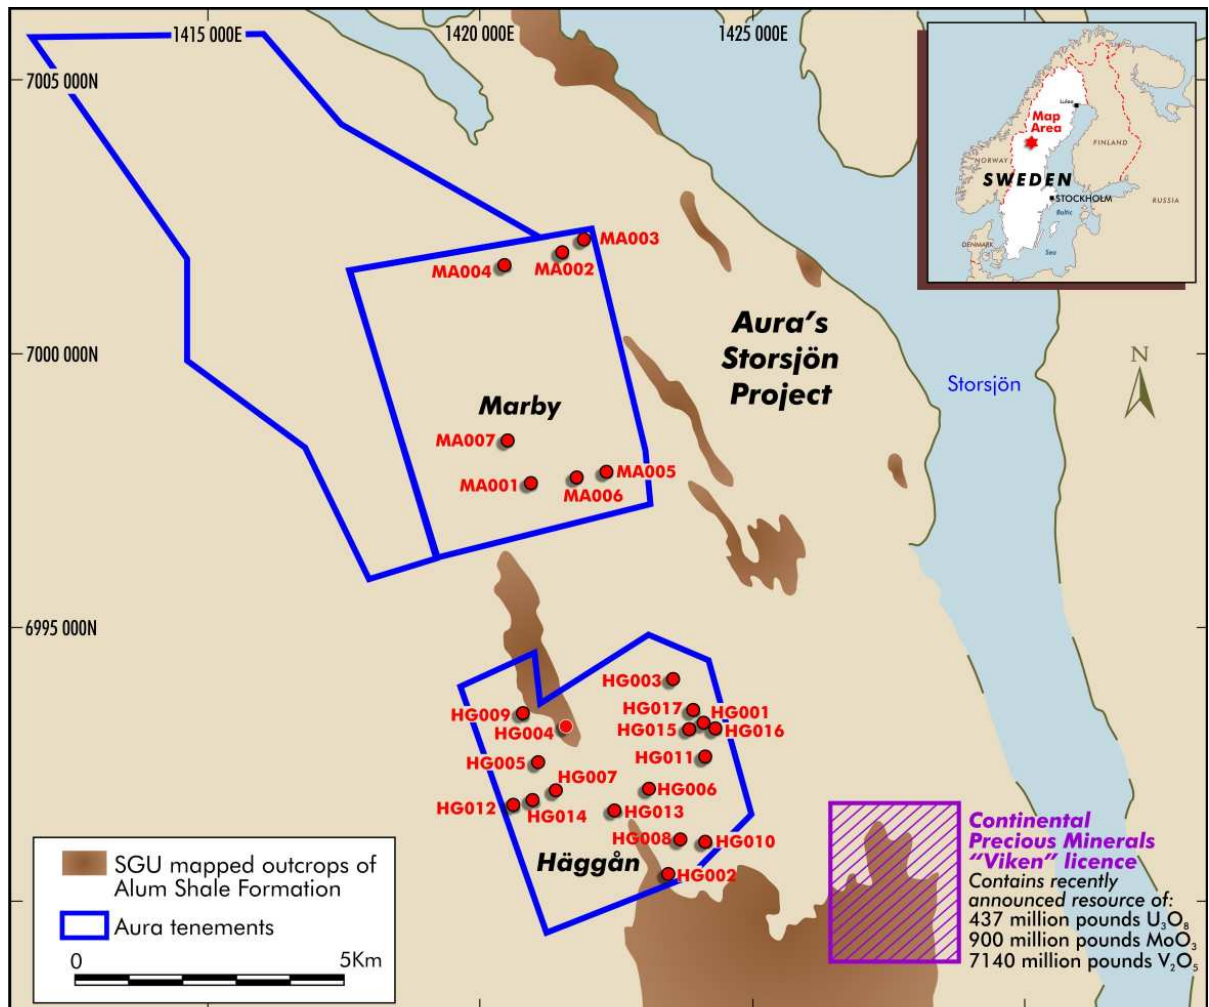 1415 000E
1420 000E
1425 000E
7005 000N
7000 000N
6995 000N
Luleo
Map
Area
NORWAY
FINLAND
SWEDEN
STOCKHOLM
RUSSIA
Baltic
DENMARK
Sea
MA003
MA002
MA004
Aura's
Storsjön
Project
N
Storsjön
Marby
MA007
MA005
MA001
MA006
HG003
HG017
HG001
HG009
HG004
HG015
HG016
HG011
HG005
HG007
HG006
HG012
HG014
HG013
HG008
HG010
Häggån
HG002
SGU mapped outcrops of
Alum Shale Formation
Aura tenements
0
5Km
Continental
Precious Minerals
"Viken" licence
Contains recently
announced resource of:
437 million pounds U₃O₈
900 million pounds MoO₃
7140 million pounds V₂O₅